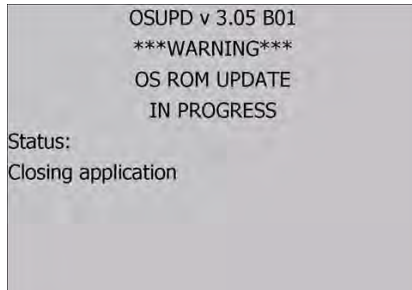 OSUPD v 3.05 B01
***WARNING***
OS ROM UPDATE
IN PROGRESS
Status:
Closing application